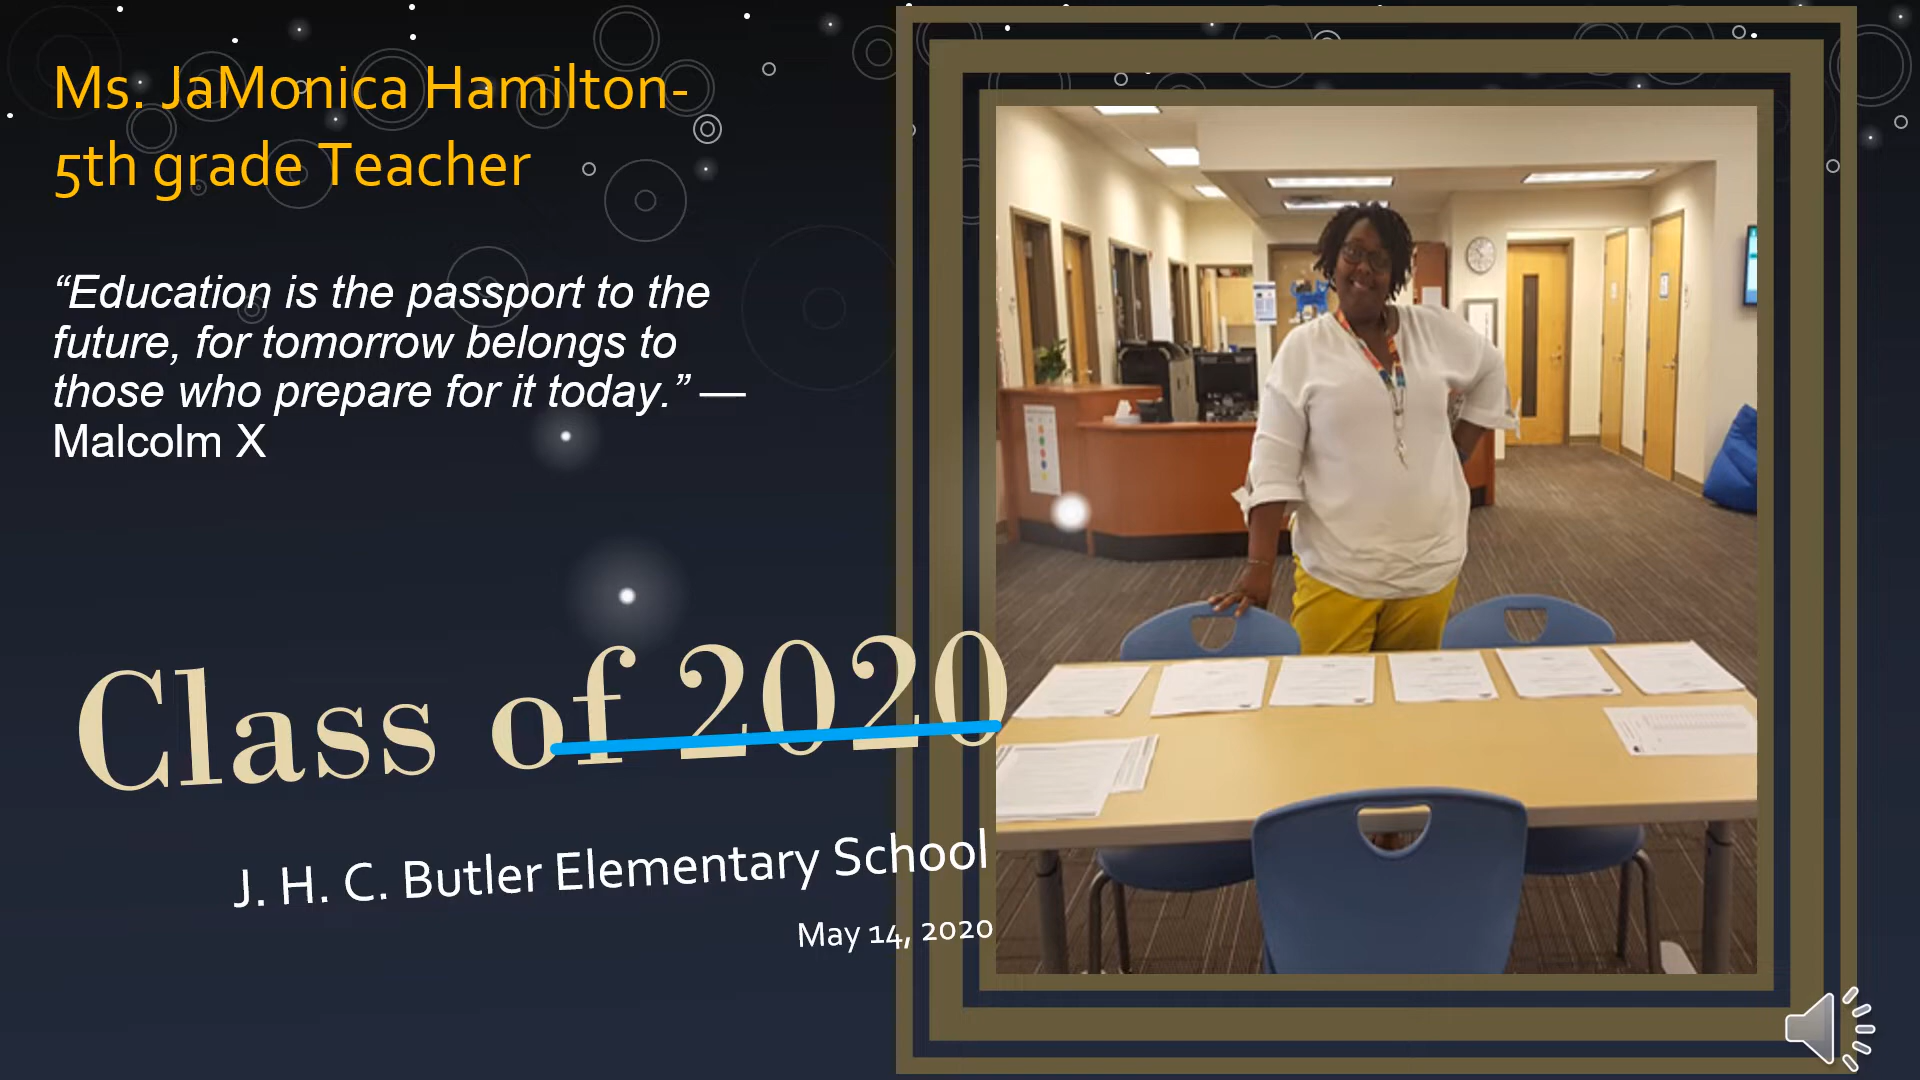 Ms. JaMonica Hamilton-
5th grade Teacher
“Education is the passport to the
future, for tomorrow belongs to
those who prepare for it today.” —
Malcolm X
Class of 2020
J. H. C. Butler Elementary School
May 14, 2020